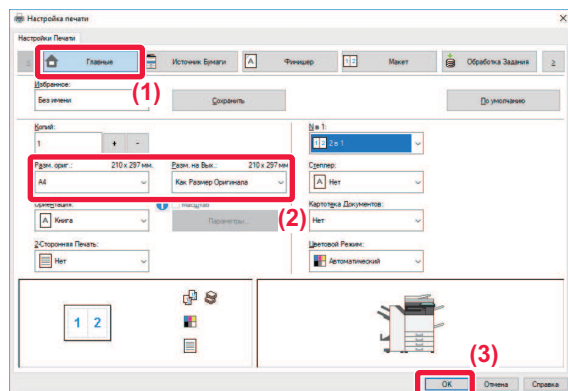 Настройка печати
Настройки Печати
Главные
Источник Бумаги
Финишер
Макет
Обработка Задания
(1)
Избранное:
Без имени
Сохранить
По умолчанию
Копий:
1
+ -
N в 1:
2 в 1
Разм. ориг.: 210 x 297 мм.
Разм. на Вых.: 210 x 297 мм
Степлер:
A4
Как Размер Оригинала
Нет
(2)
Ориентация:
Масштаб
Картотека Документов:
Книга
Параметры...
Нет
2-Сторонная Печать:
Цветовой Режим:
Нет
Автоматический
1 2
(3)
OK
Отмена
Справка